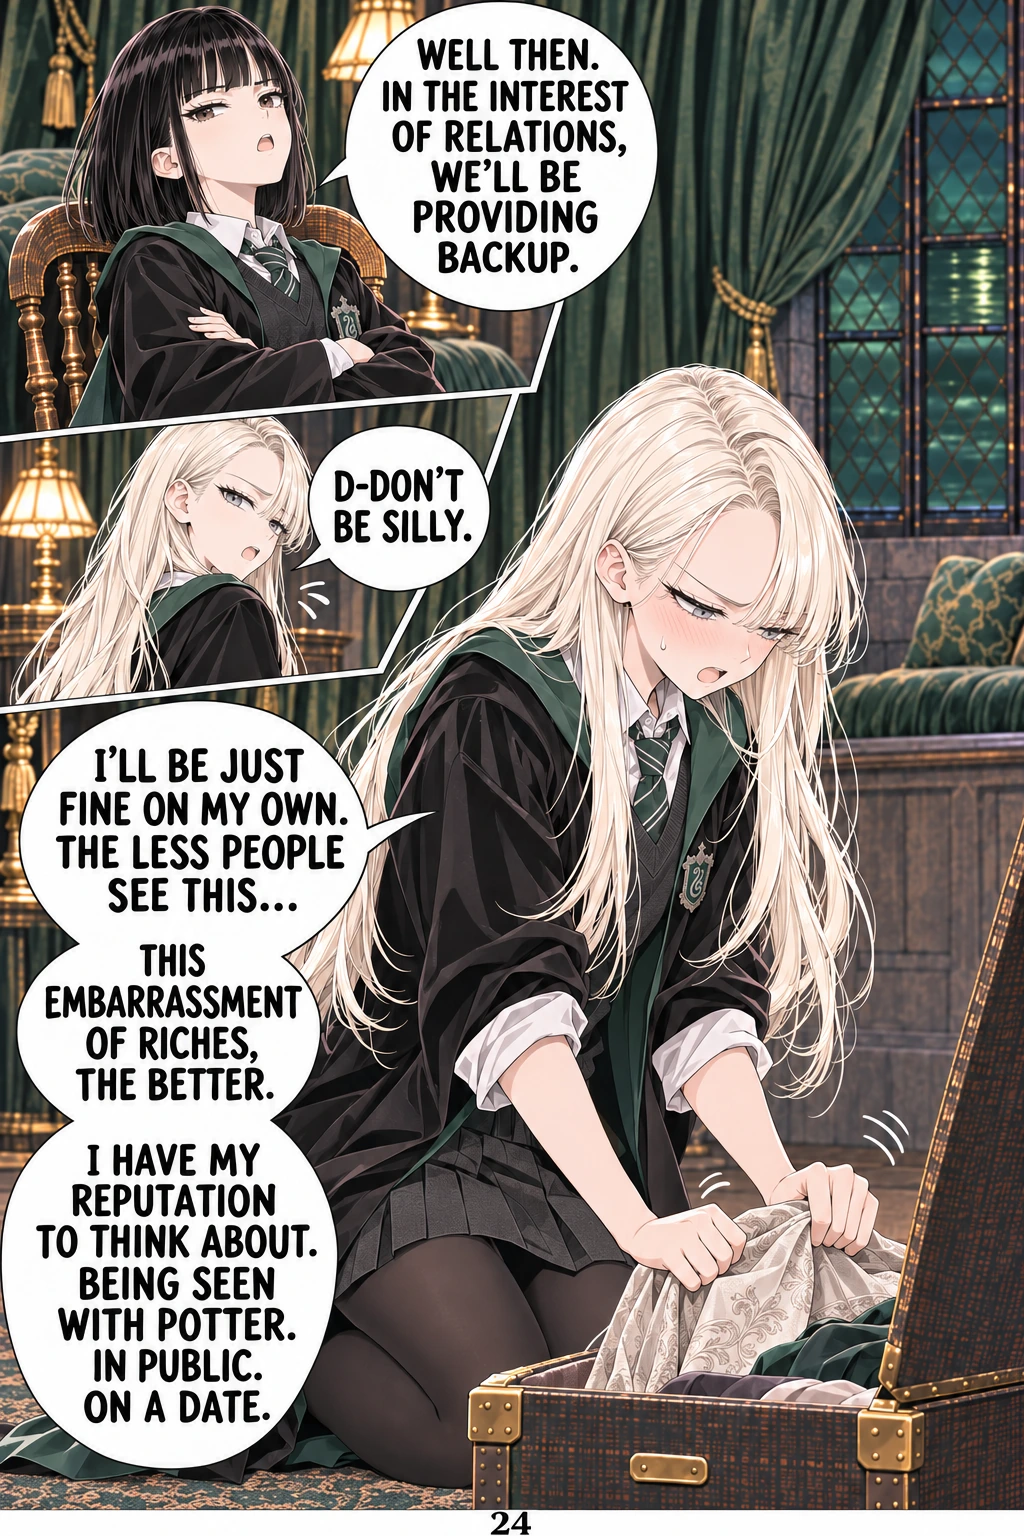 WELL THEN.
IN THE INTEREST
OF RELATIONS,
WE'LL BE
PROVIDING
BACKUP.
D-DON'T
BE SILLY.
I'LL BE JUST
FINE ON MY OWN.
THE LESS PEOPLE
SEE THIS...
THIS
EMBARRASSMENT
OF RICHES,
THE BETTER.
I HAVE MY
REPUTATION
TO THINK ABOUT.
BEING SEEN
WITH POTTER.
IN PUBLIC.
ON A DATE.
24